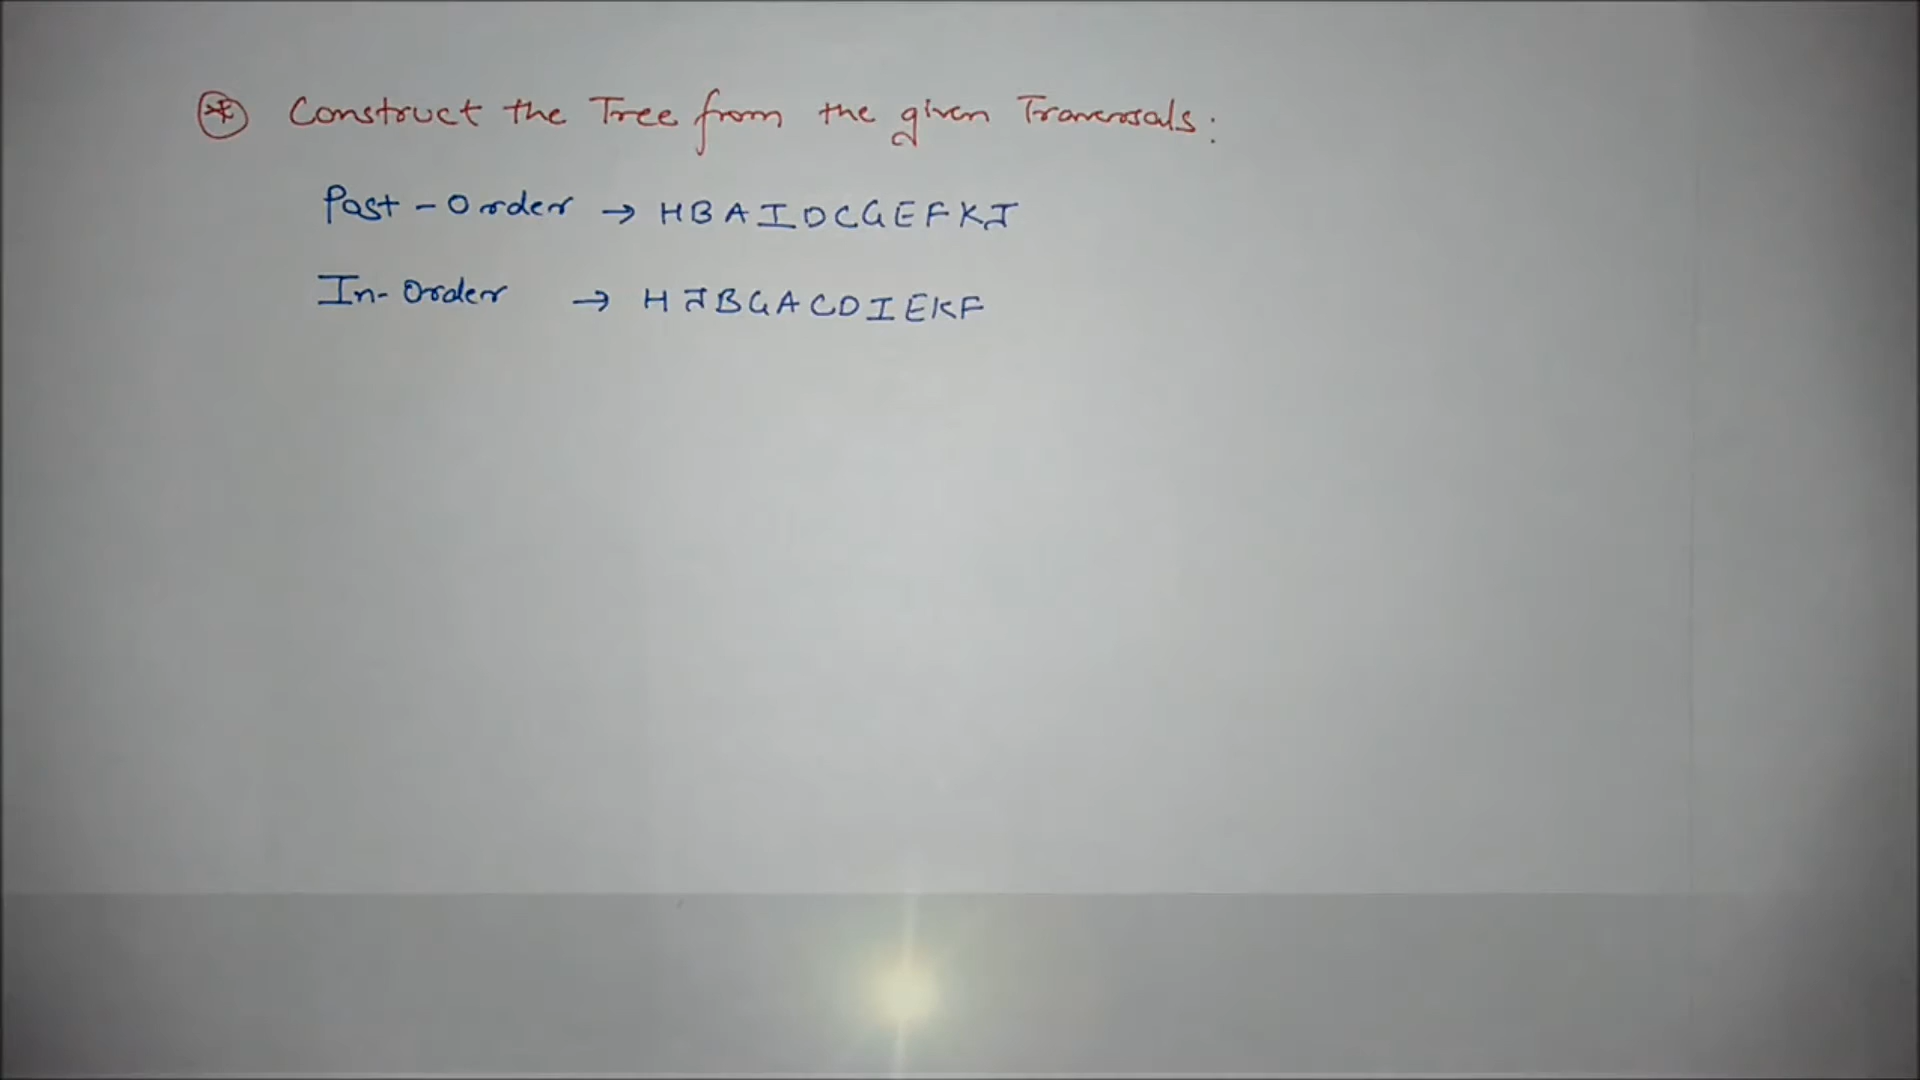 * Construct the Tree from the given Traversals:
Post-Order → HBAIDCGEFKJ
In-Order → HJBGACDIEKF